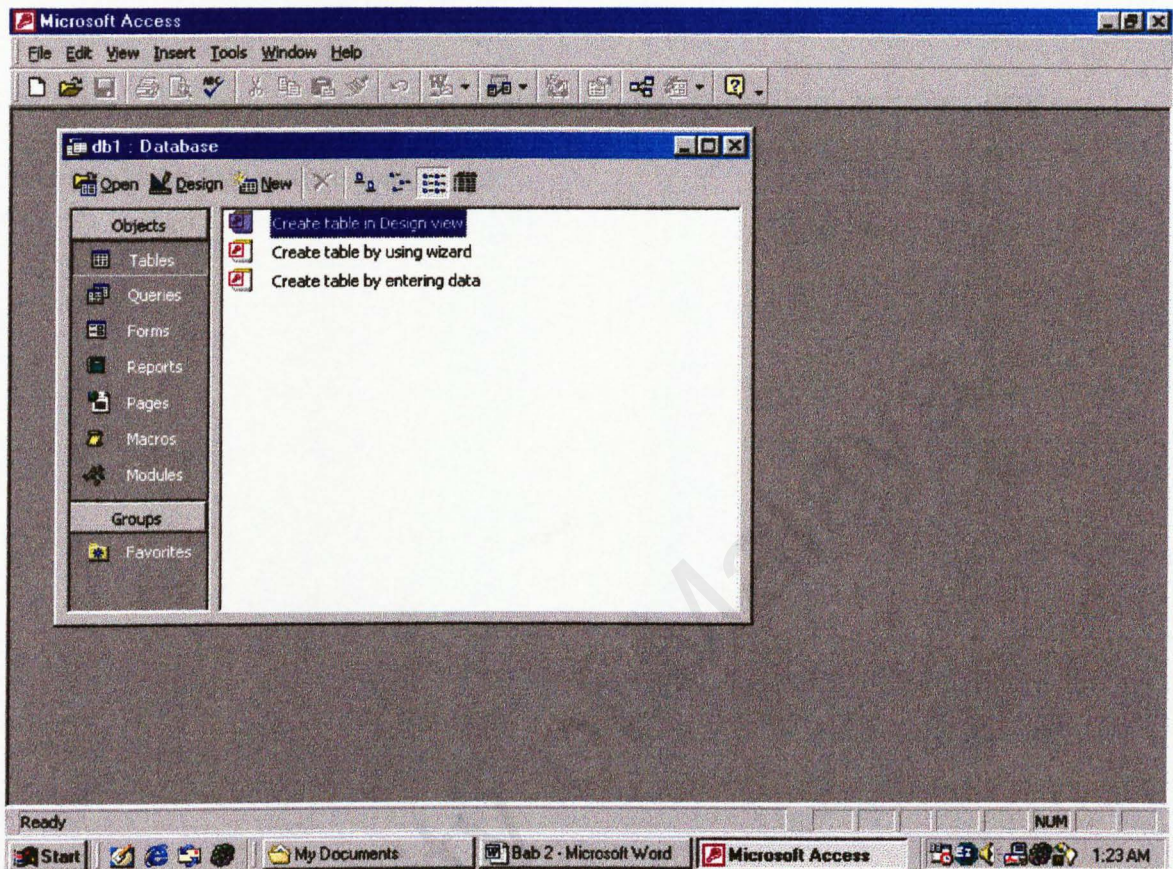 Microsoft Access
File Edit View Insert Tools Window Help
db1 : Database
Open Design New
Objects
Tables
Queries
Forms
Reports
Pages
Macros
Modules
Groups
Favorites
Create table in Design view
Create table by using wizard
Create table by entering data
Ready
NUM
Start My Documents Bab 2 - Microsoft Word Microsoft Access 1:23 AM